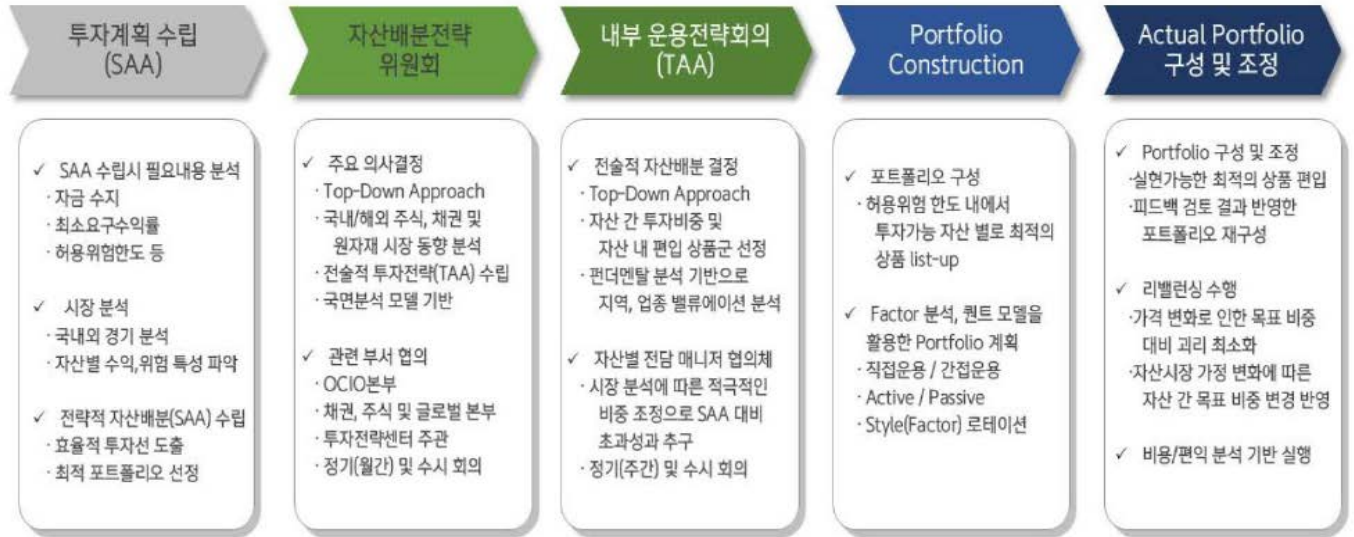 투자계획 수립
(SAA)
✓ SAA 수립시 필요내용 분석
· 자금 수지
· 최소요구수익률
· 허용위험한도 등
✓ 시장 분석
· 국내외 경기 분석
· 자산별 수익,위험 특성 파악
✓ 전략적 자산배분(SAA) 수립
· 효율적 투자선 도출
· 최적 포트폴리오 선정
자산배분전략
위원회
✓ 주요 의사결정
· Top-Down Approach
· 국내/해외 주식, 채권 및
원자재 시장 동향 분석
· 전술적 투자전략(TAA) 수립
· 국면분석 모델 기반
✓ 관련 부서 협의
· OCIO본부
· 채권, 주식 및 글로벌 본부
· 투자전략센터 주관
· 정기(월간) 및 수시 회의
내부 운용전략회의
(TAA)
✓ 전술적 자산배분 결정
· Top-Down Approach
· 자산 간 투자비중 및
자산 내 편입 상품군 선정
· 펀더멘탈 분석 기반으로
지역, 업종 밸류에이션 분석
✓ 자산별 전담 매니저 협의체
· 시장 분석에 따른 적극적인
비중 조정으로 SAA 대비
초과성과 추구
· 정기(주간) 및 수시 회의
Portfolio
Construction
✓ 포트폴리오 구성
· 허용위험 한도 내에서
투자가능 자산 별로 최적의
상품 list-up
✓ Factor 분석, 퀀트 모델을
활용한 Portfolio 계획
· 직접운용 / 간접운용
· Active / Passive
· Style(Factor) 로테이션
Actual Portfolio
구성 및 조정
✓ Portfolio 구성 및 조정
·실현가능한 최적의 상품 편입
·피드백 검토 결과 반영한
포트폴리오 재구성
✓ 리밸런싱 수행
·가격 변화로 인한 목표 비중
대비 괴리 최소화
·자산시장 가정 변화에 따른
자산 간 목표 비중 변경 반영
✓ 비용/편익 분석 기반 실행